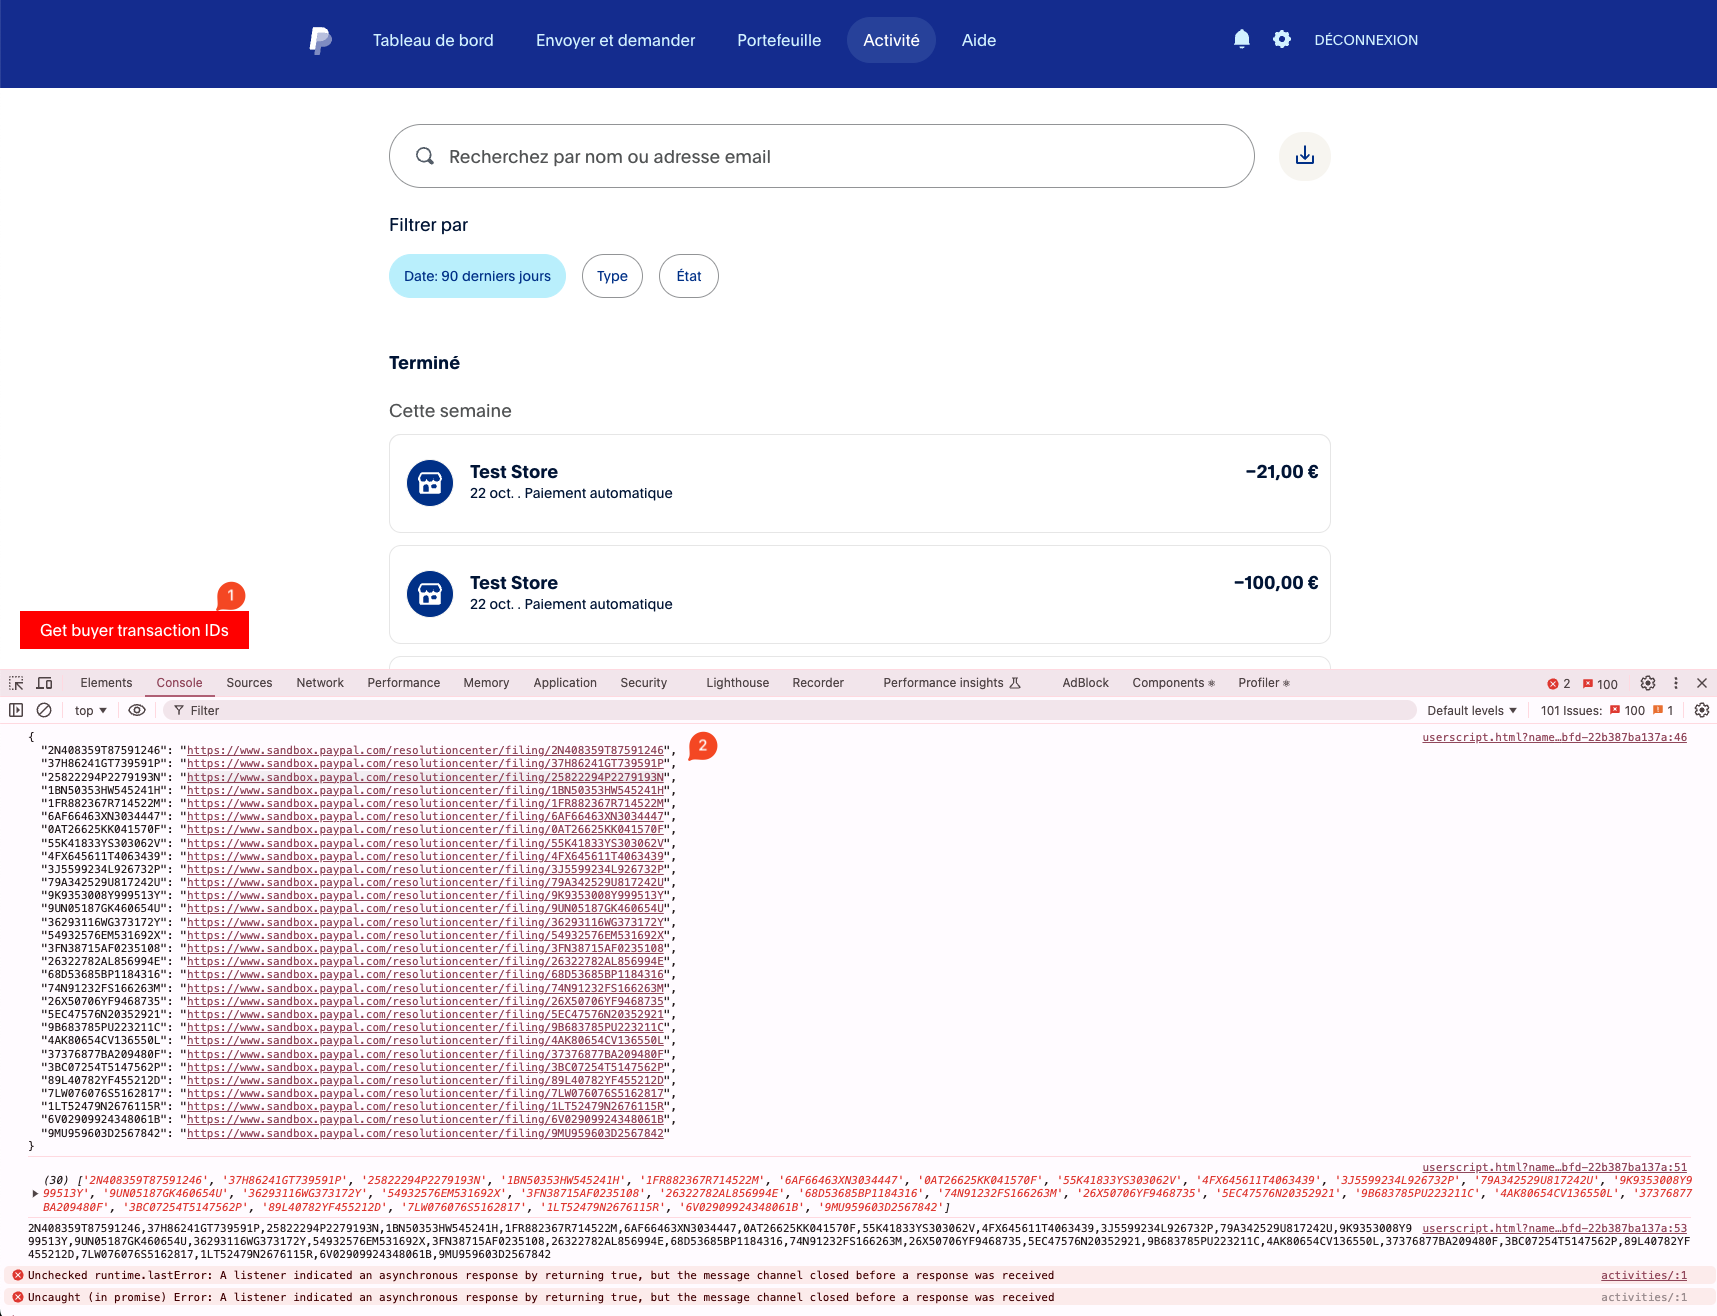 Tableau de bord
Envoyer et demander
Portefeuille
Activité
Aide
DÉCONNEXION
Recherchez par nom ou adresse email
Filtrer par
Date: 90 derniers jours
Type
État
Terminé
Cette semaine
Test Store
−21,00 €
22 oct. . Paiement automatique
Test Store
−100,00 €
22 oct. . Paiement automatique
1
Get buyer transaction IDs
Elements Console Sources Network Performance Memory Application Security Lighthouse Recorder Performance insights AdBlock Components Profiler 2 100
top Filter Default levels 101 Issues: 100 1
{ userscript.html?name…bfd-22b387ba137a:46
2
"2N408359T87591246": "https://www.sandbox.paypal.com/resolutioncenter/filing/2N408359T87591246",
"37H86241GT739591P": "https://www.sandbox.paypal.com/resolutioncenter/filing/37H86241GT739591P",
"25822294P2279193N": "https://www.sandbox.paypal.com/resolutioncenter/filing/25822294P2279193N",
"1BN50353HW545241H": "https://www.sandbox.paypal.com/resolutioncenter/filing/1BN50353HW545241H",
"1FR882367R714522M": "https://www.sandbox.paypal.com/resolutioncenter/filing/1FR882367R714522M",
"6AF66463XN3034447": "https://www.sandbox.paypal.com/resolutioncenter/filing/6AF66463XN3034447",
"0AT26625KK041570F": "https://www.sandbox.paypal.com/resolutioncenter/filing/0AT26625KK041570F",
"55K41833YS303062V": "https://www.sandbox.paypal.com/resolutioncenter/filing/55K41833YS303062V",
"4FX645611T4063439": "https://www.sandbox.paypal.com/resolutioncenter/filing/4FX645611T4063439",
"3J5599234L926732P": "https://www.sandbox.paypal.com/resolutioncenter/filing/3J5599234L926732P",
"79A342529U817242U": "https://www.sandbox.paypal.com/resolutioncenter/filing/79A342529U817242U",
"9K9353008Y999513Y": "https://www.sandbox.paypal.com/resolutioncenter/filing/9K9353008Y999513Y",
"9UN05187GK460654U": "https://www.sandbox.paypal.com/resolutioncenter/filing/9UN05187GK460654U",
"36293116WG373172Y": "https://www.sandbox.paypal.com/resolutioncenter/filing/36293116WG373172Y",
"54932576EM531692X": "https://www.sandbox.paypal.com/resolutioncenter/filing/54932576EM531692X",
"3FN38715AF0235108": "https://www.sandbox.paypal.com/resolutioncenter/filing/3FN38715AF0235108",
"26322782AL856994E": "https://www.sandbox.paypal.com/resolutioncenter/filing/26322782AL856994E",
"68D53685BP1184316": "https://www.sandbox.paypal.com/resolutioncenter/filing/68D53685BP1184316",
"74N91232FS166263M": "https://www.sandbox.paypal.com/resolutioncenter/filing/74N91232FS166263M",
"26X50706YF9468735": "https://www.sandbox.paypal.com/resolutioncenter/filing/26X50706YF9468735",
"5EC47576N20352921": "https://www.sandbox.paypal.com/resolutioncenter/filing/5EC47576N20352921",
"9B683785PU223211C": "https://www.sandbox.paypal.com/resolutioncenter/filing/9B683785PU223211C",
"4AK80654CV136550L": "https://www.sandbox.paypal.com/resolutioncenter/filing/4AK80654CV136550L",
"37376877BA209480F": "https://www.sandbox.paypal.com/resolutioncenter/filing/37376877BA209480F",
"3BC07254T5147562P": "https://www.sandbox.paypal.com/resolutioncenter/filing/3BC07254T5147562P",
"89L40782YF455212D": "https://www.sandbox.paypal.com/resolutioncenter/filing/89L40782YF455212D",
"7LW076076S5162817": "https://www.sandbox.paypal.com/resolutioncenter/filing/7LW076076S5162817",
"1LT52479N2676115R": "https://www.sandbox.paypal.com/resolutioncenter/filing/1LT52479N2676115R",
"6V02909924348061B": "https://www.sandbox.paypal.com/resolutioncenter/filing/6V02909924348061B",
"9MU959603D2567842": "https://www.sandbox.paypal.com/resolutioncenter/filing/9MU959603D2567842"
}
userscript.html?name…bfd-22b387ba137a:51
(30) ['2N408359T87591246', '37H86241GT739591P', '25822294P2279193N', '1BN50353HW545241H', '1FR882367R714522M', '6AF66463XN3034447', '0AT26625KK041570F', '55K41833YS303062V', '4FX645611T4063439', '3J5599234L926732P', '79A342529U817242U', '9K9353008Y9
99513Y', '9UN05187GK460654U', '36293116WG373172Y', '54932576EM531692X', '3FN38715AF0235108', '26322782AL856994E', '68D53685BP1184316', '74N91232FS166263M', '26X50706YF9468735', '5EC47576N20352921', '9B683785PU223211C', '4AK80654CV136550L', '37376877
BA209480F', '3BC07254T5147562P', '89L40782YF455212D', '7LW076076S5162817', '1LT52479N2676115R', '6V02909924348061B', '9MU959603D2567842']
2N408359T87591246,37H86241GT739591P,25822294P2279193N,1BN50353HW545241H,1FR882367R714522M,6AF66463XN3034447,0AT26625KK041570F,55K41833YS303062V,4FX645611T4063439,3J5599234L926732P,79A342529U817242U,9K9353008Y9 userscript.html?name…bfd-22b387ba137a:53
99513Y,9UN05187GK460654U,36293116WG373172Y,54932576EM531692X,3FN38715AF0235108,26322782AL856994E,68D53685BP1184316,74N91232FS166263M,26X50706YF9468735,5EC47576N20352921,9B683785PU223211C,4AK80654CV136550L,37376877BA209480F,3BC07254T5147562P,89L40782YF
455212D,7LW076076S5162817,1LT52479N2676115R,6V02909924348061B,9MU959603D2567842
Unchecked runtime.lastError: A listener indicated an asynchronous response by returning true, but the message channel closed before a response was received activities/:1
Uncaught (in promise) Error: A listener indicated an asynchronous response by returning true, but the message channel closed before a response was received activities/:1